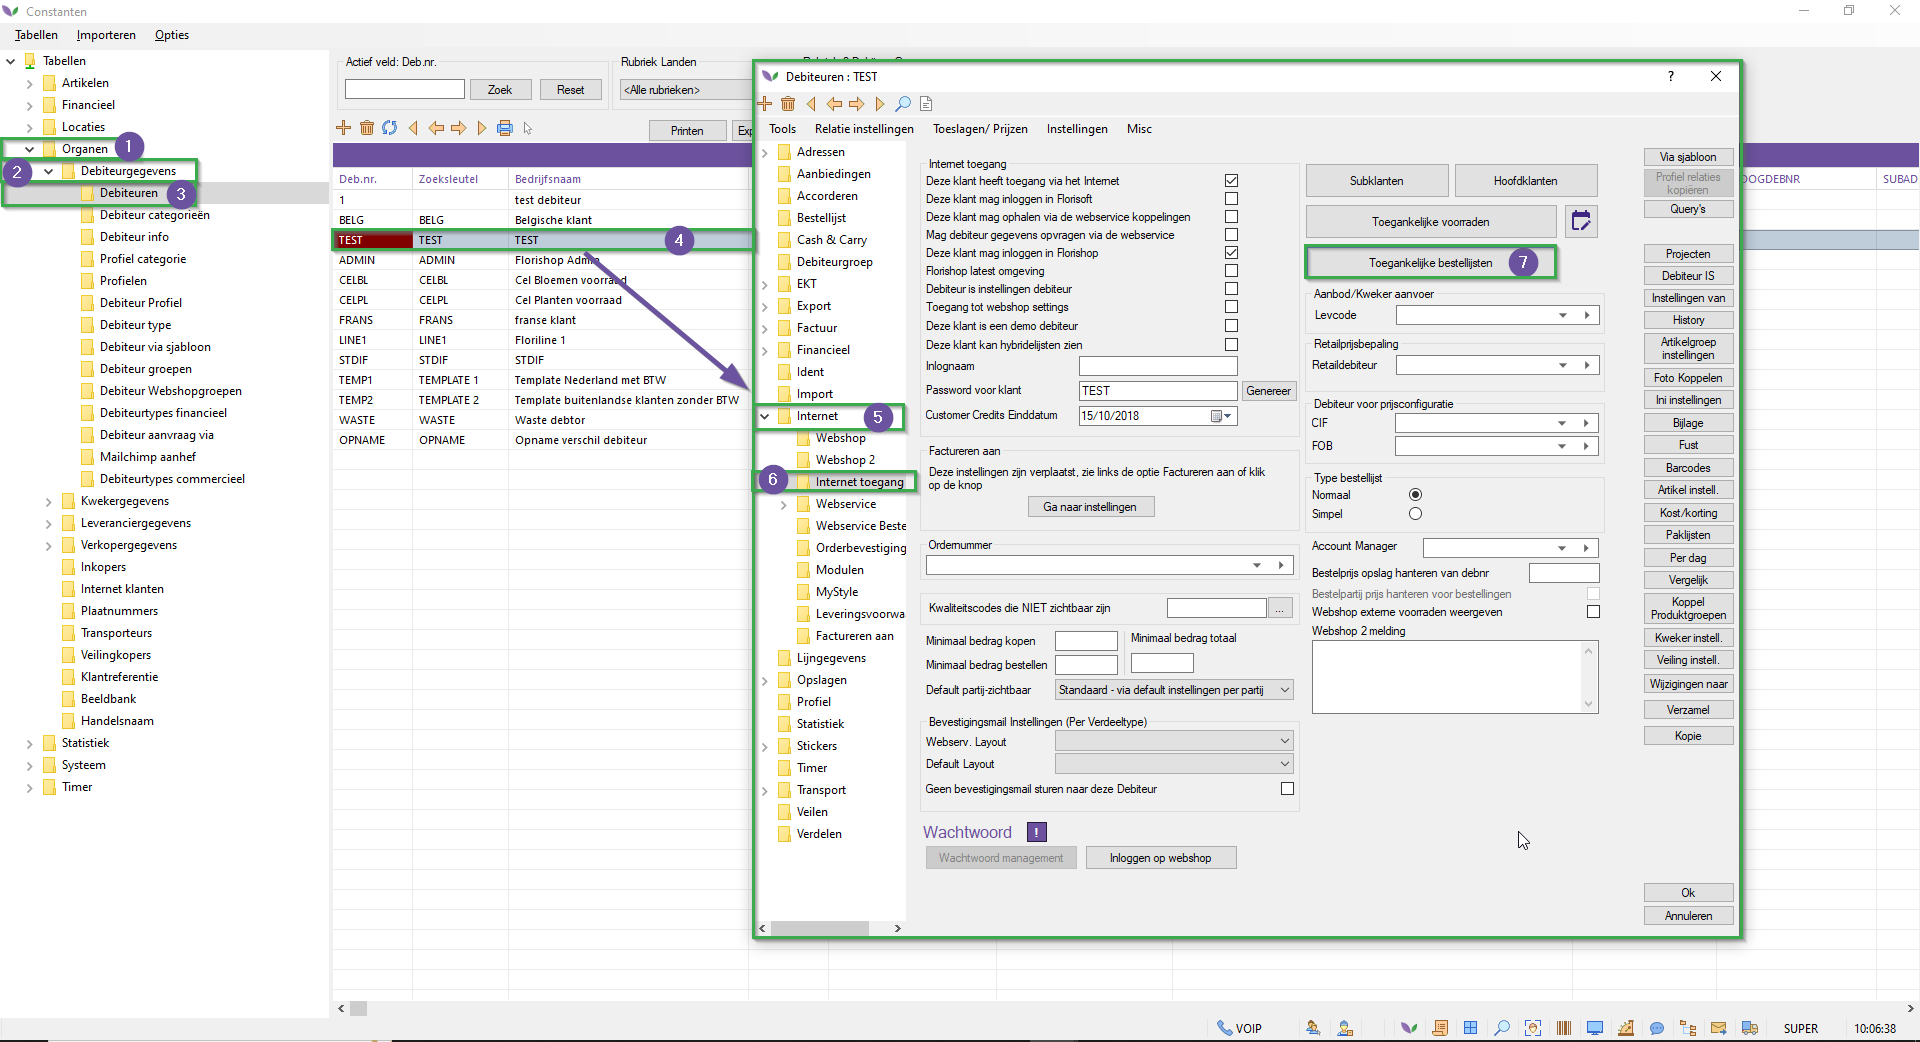 Constanten
Tabellen Importeren Opties
Tabellen
Artikelen
Financieel
Locaties
Organen 1
2 Debiteurgegevens
Debiteuren 3
Debiteur categorieën
Debiteur info
Profiel categorie
Profielen
Debiteur Profiel
Debiteur type
Debiteur via sjabloon
Debiteur groepen
Debiteur Webshopgroepen
Debiteurtypes financieel
Debiteur aanvraag via
Mailchimp aanhef
Debiteurtypes commercieel
Kwekergegevens
Leveranciergegevens
Verkopergegevens
Inkopers
Internet klanten
Plaatnummers
Transporteurs
Veilingkopers
Klantreferentie
Beeldbank
Handelsnaam
Statistiek
Systeem
Timer
Actief veld: Deb.nr.
Zoek Reset
Rubriek Landen
<Alle rubrieken>
Printen
Deb.nr. Zoeksleutel Bedrijfsnaam
1 test debiteur
BELG BELG Belgische klant
TEST TEST TEST 4
ADMIN ADMIN Florishop Admin
CELBL CELBL Cel Bloemen voorraad
CELPL CELPL Cel Planten voorraad
FRANS FRANS franse klant
LINE1 LINE1 Floriline 1
STDIF STDIF STDIF
TEMP1 TEMPLATE 1 Template Nederland met BTW
TEMP2 TEMPLATE 2 Template buitenlandse klanten zonder BTW
WASTE WASTE Waste debtor
OPNAME OPNAME Opname verschil debiteur
OOGDEBNR SUBAD
Debiteuren : TEST ?
Tools Relatie instellingen Toeslagen/ Prijzen Instellingen Misc
Adressen
Aanbiedingen
Accorderen
Bestellijst
Cash & Carry
Debiteurgroep
EKT
Export
Factuur
Financieel
Ident
Import
Internet 5
Webshop
Webshop 2
6 Internet toegang
Webservice
Webservice Beste
Orderbevestiging
Modulen
MyStyle
Leveringsvoorwa
Factureren aan
Lijngegevens
Opslagen
Profiel
Statistiek
Stickers
Timer
Transport
Veilen
Verdelen
Internet toegang
Deze klant heeft toegang via het Internet
Deze klant mag inloggen in Florisoft
Deze klant mag ophalen via de webservice koppelingen
Mag debiteur gegevens opvragen via de webservice
Deze klant mag inloggen in Florishop
Florishop latest omgeving
Debiteur is instellingen debiteur
Toegang tot webshop settings
Deze klant is een demo debiteur
Deze klant kan hybridelijsten zien
Inlognaam
Password voor klant TEST Genereer
Customer Credits Einddatum 15/10/2018
Factureren aan
Deze instellingen zijn verplaatst, zie links de optie Factureren aan of klik
op de knop
Ga naar instellingen
Ordernummer
Kwaliteitscodes die NIET zichtbaar zijn ...
Minimaal bedrag kopen Minimaal bedrag totaal
Minimaal bedrag bestellen
Default partij-zichtbaar Standaard - via default instellingen per partij
Bevestigingsmail Instellingen (Per Verdeeltype)
Webserv. Layout
Default Layout
Geen bevestigingsmail sturen naar deze Debiteur
Wachtwoord !
Wachtwoord management Inloggen op webshop
Subklanten Hoofdklanten
Toegankelijke voorraden
Toegankelijke bestellijsten 7
Aanbod/Kweker aanvoer
Levcode
Retailprijsbepaling
Retaildebiteur
Debiteur voor prijsconfiguratie
CIF
FOB
Type bestellijst
Normaal
Simpel
Account Manager
Bestelprijs opslag hanteren van debnr
Bestelpartij prijs hanteren voor bestellingen
Webshop externe voorraden weergeven
Webshop 2 melding
Via sjabloon
Profiel relaties
kopiëren
Query's
Projecten
Debiteur IS
Instellingen van
History
Artikelgroep
instellingen
Foto Koppelen
Ini instellingen
Bijlage
Fust
Barcodes
Artikel instell.
Kost/korting
Paklijsten
Per dag
Vergelijk
Koppel
Produktgroepen
Kweker instell.
Veiling instell.
Wijzigingen naar
Verzamel
Kopie
Ok
Annuleren
VOIP SUPER 10:06:38